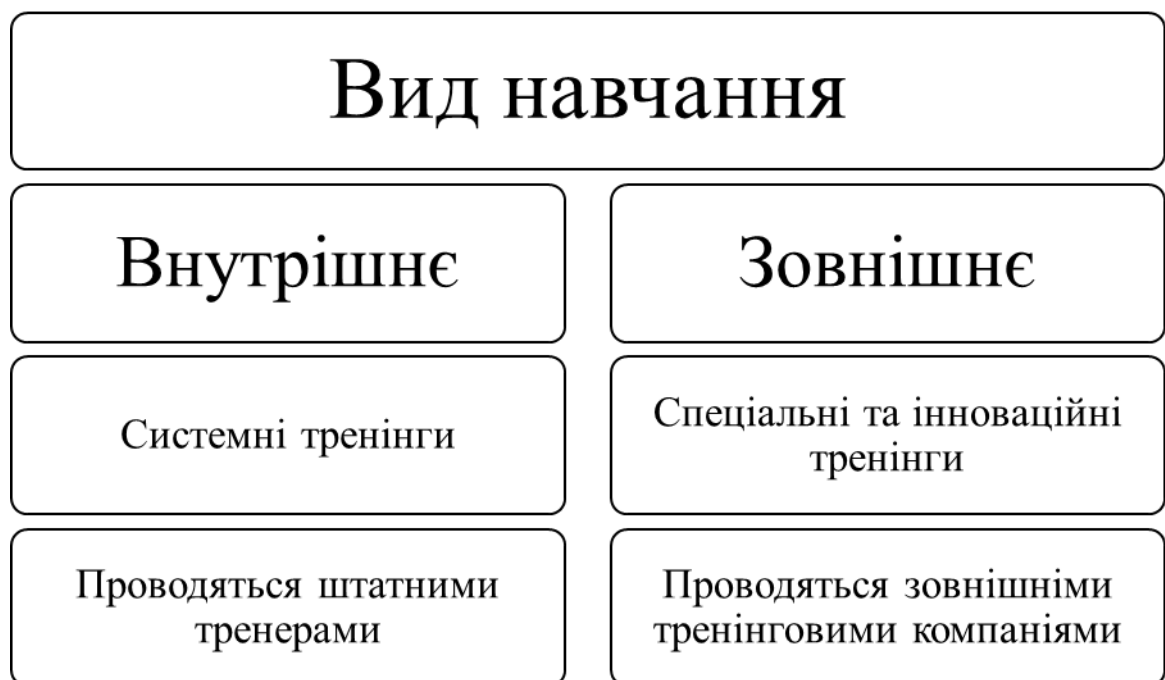 Вид навчання
Внутрішнє
Зовнішнє
Системні тренінги
Спеціальні та інноваційні
тренінги
Проводяться штатними
тренерами
Проводяться зовнішніми
тренінговими компаніями